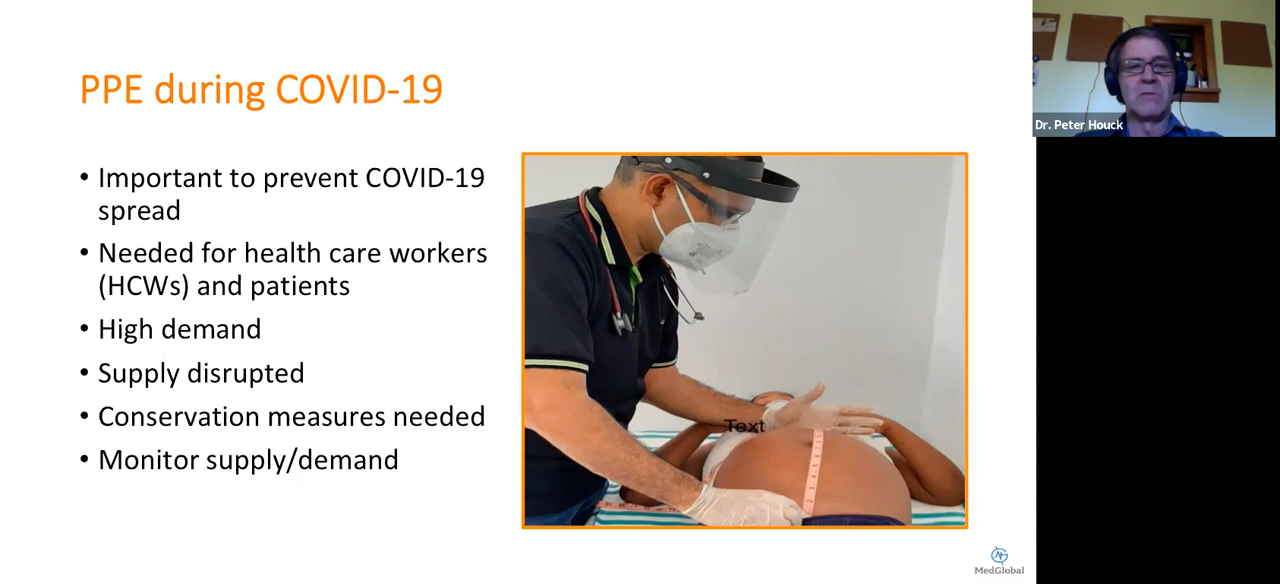 PPE during COVID-19
• Important to prevent COVID-19
spread
• Needed for health care workers
(HCWs) and patients
• High demand
• Supply disrupted
• Conservation measures needed
• Monitor supply/demand
Text
MedGlobal
Dr. Peter Houck